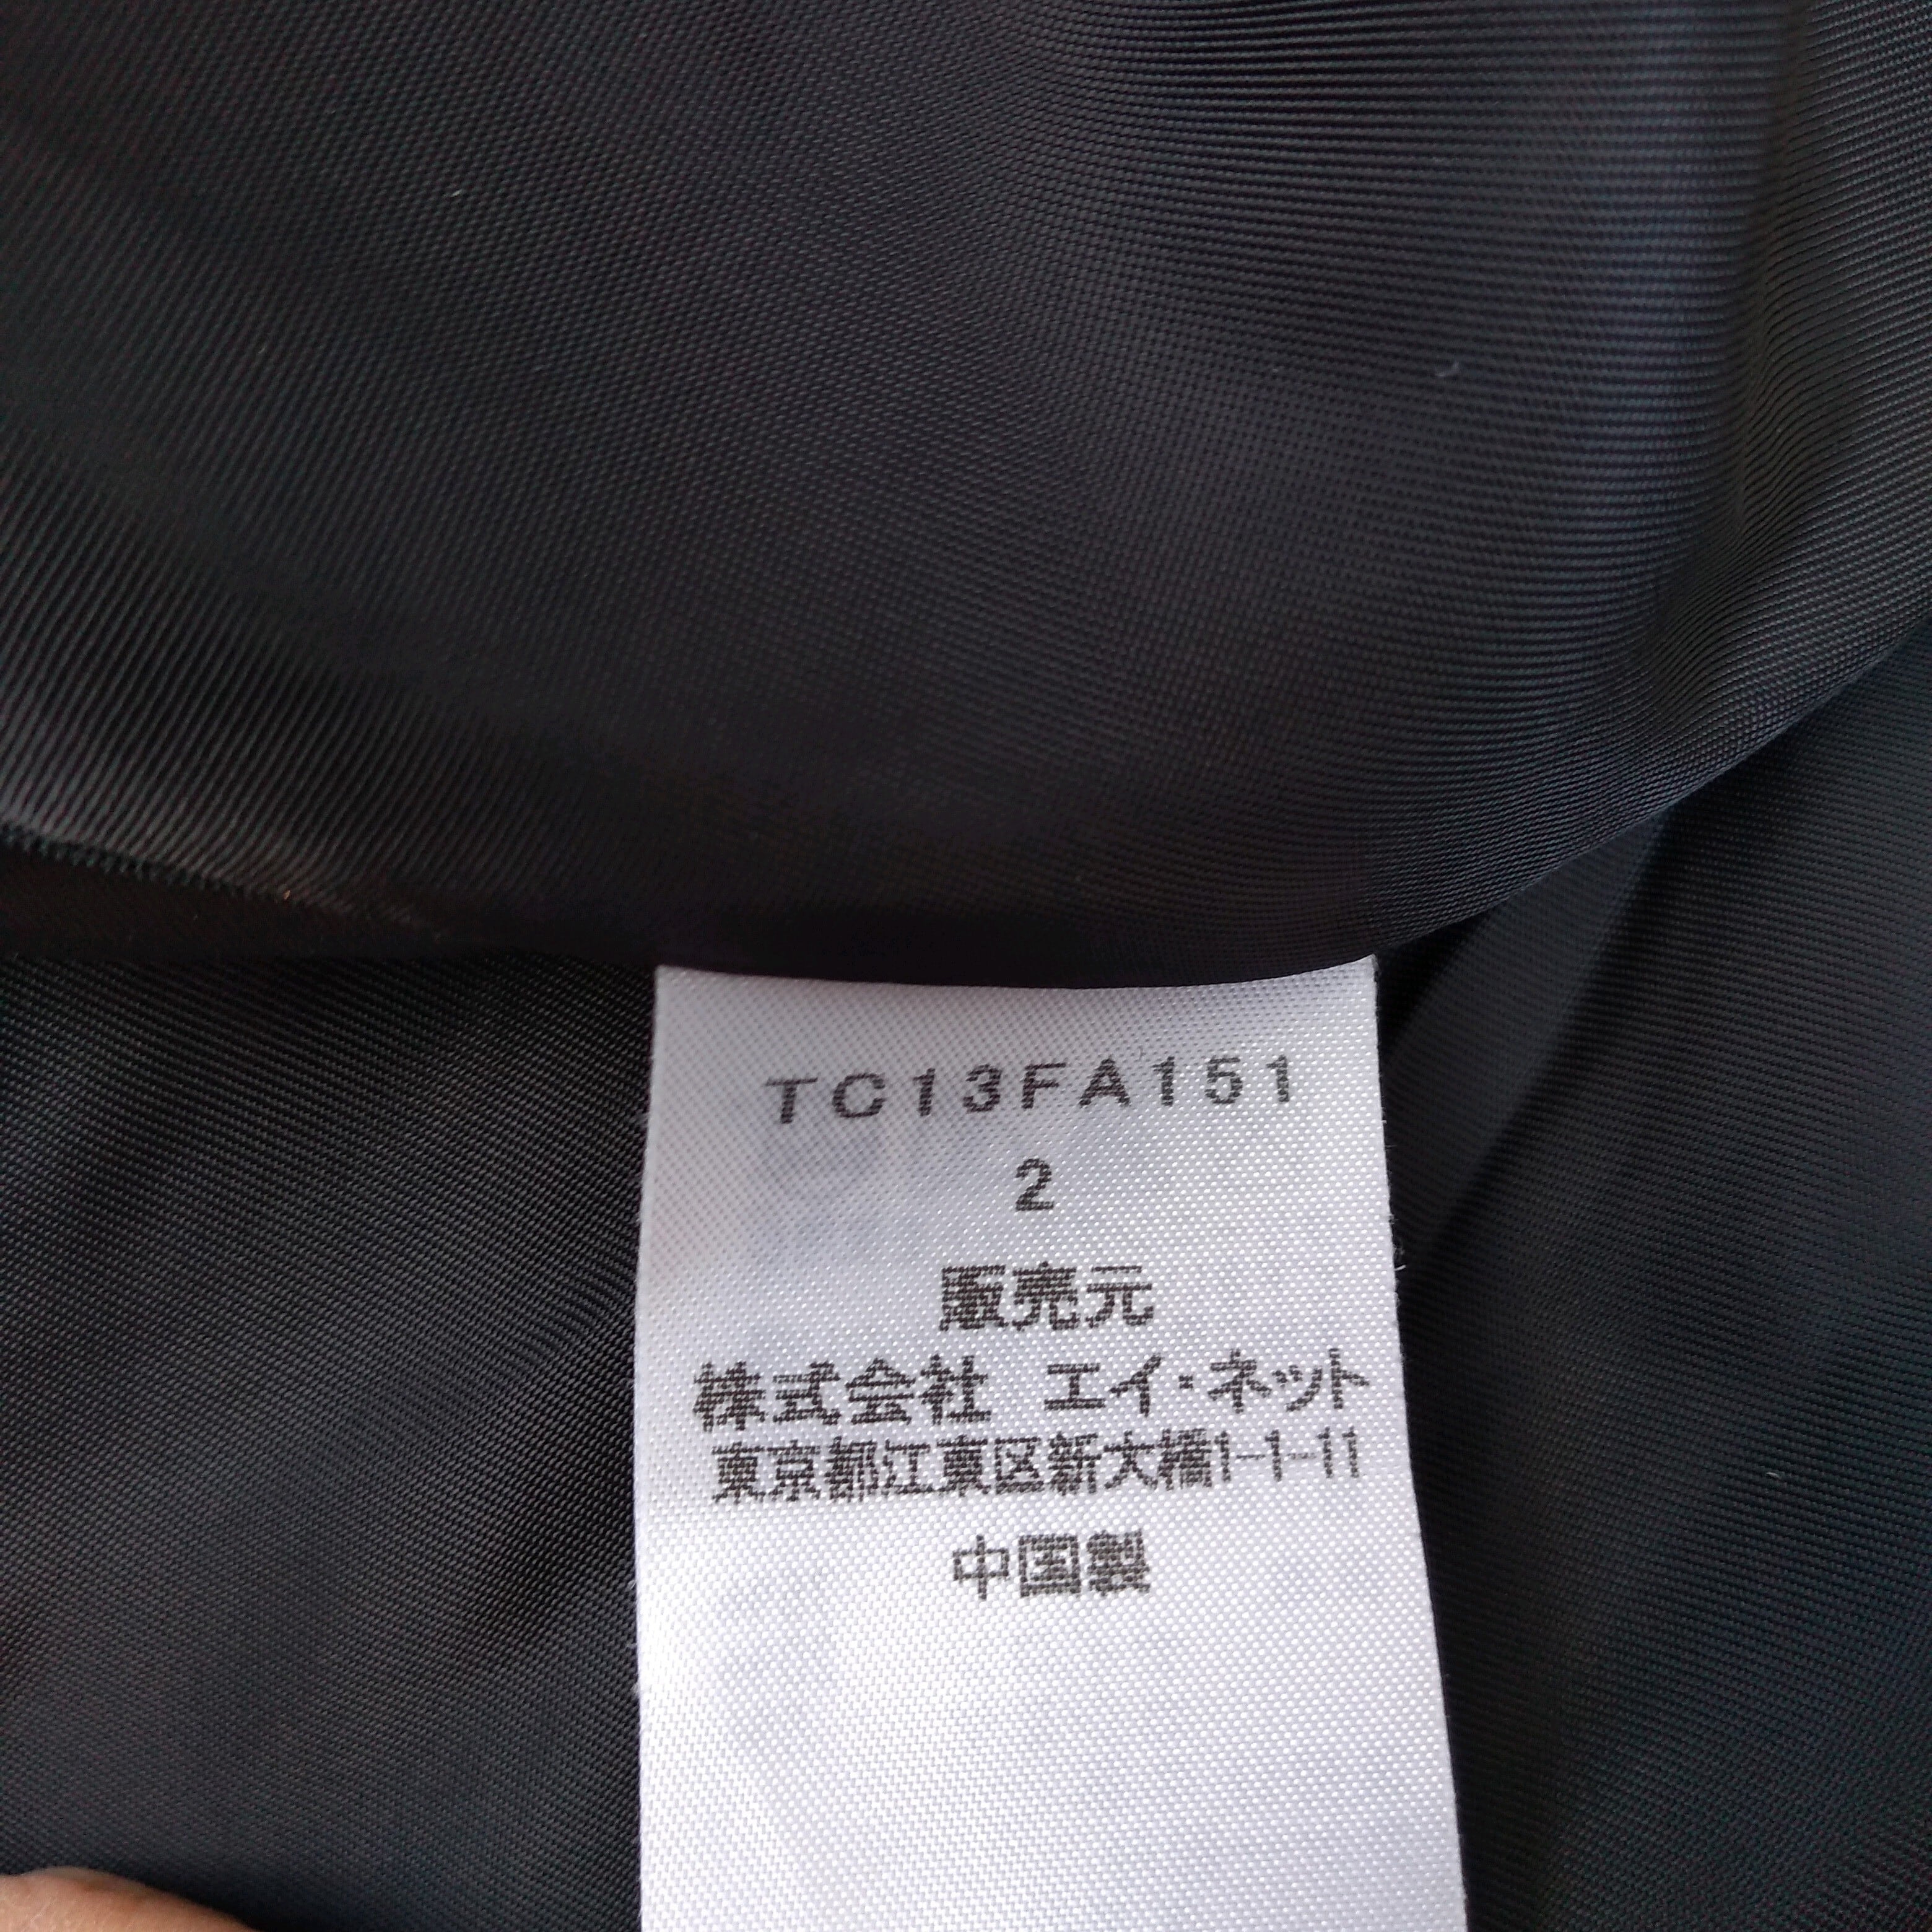 TC13FA151
2
販売元
株式会社 エイ・ネット
東京都江東区新大橋1-1-11
中国製